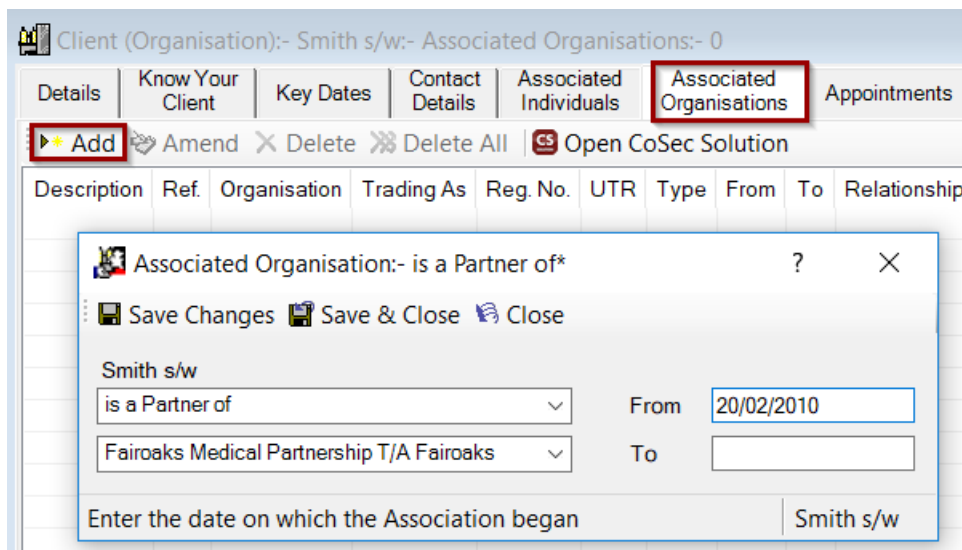 Client (Organisation):- Smith s/w:- Associated Organisations:- 0
Details Know Your Client Key Dates Contact Details Associated Individuals Associated Organisations Appointments
Add Amend Delete Delete All CS Open CoSec Solution
Description Ref. Organisation Trading As Reg. No. UTR Type From To Relationship
Associated Organisation:- is a Partner of* ?
Save Changes Save & Close Close
Smith s/w
is a Partner of From 20/02/2010
Fairoaks Medical Partnership T/A Fairoaks To
Enter the date on which the Association began Smith s/w